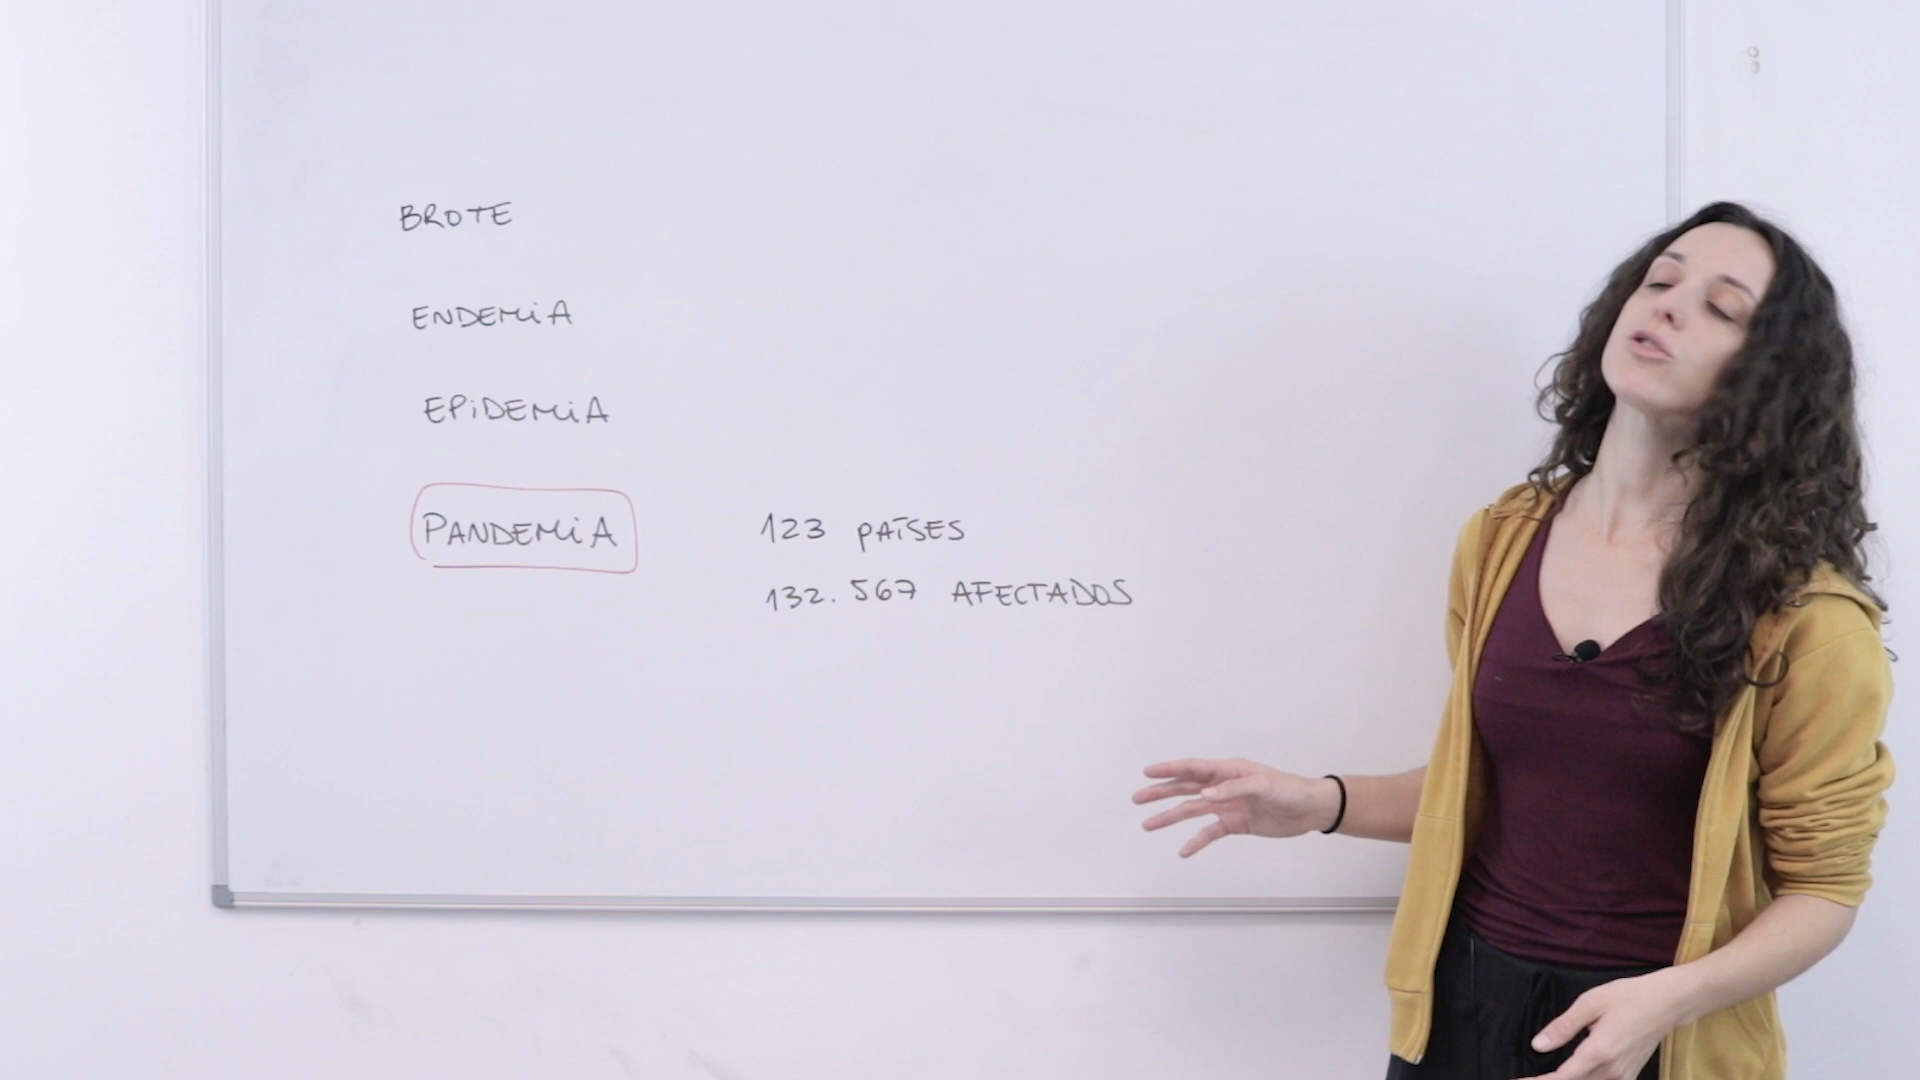 BROTE
ENDEMiA
EPiDEMiA
PANDEMiA
123 PAÍSES
132.567 AFECTADOS